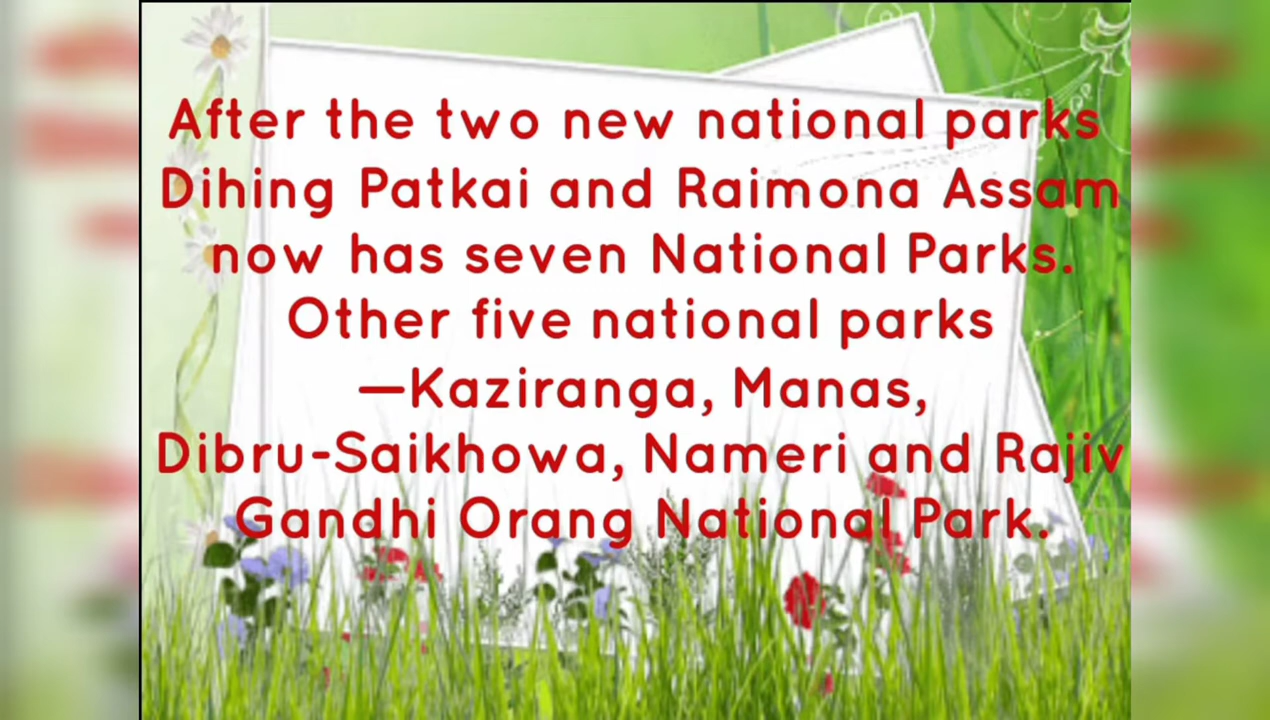 After the two new national parks
Dihing Patkai and Raimona Assam
now has seven National Parks.
Other five national parks
—Kaziranga, Manas,
Dibru-Saikhowa, Nameri and Rajiv
Gandhi Orang National Park.